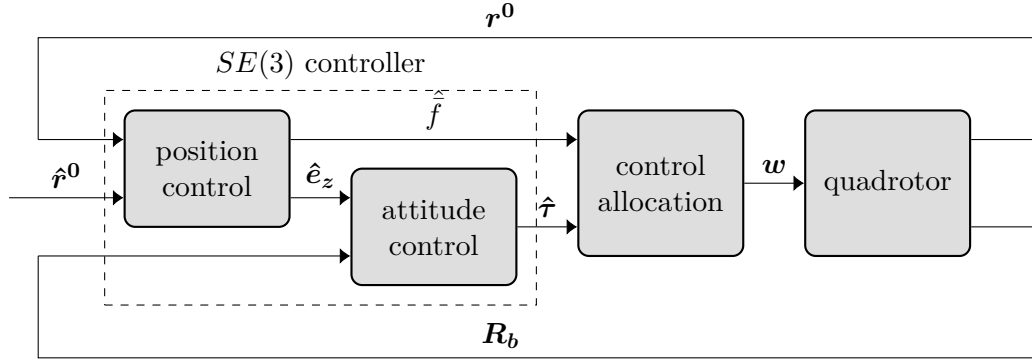 r⁰
SE(3) controller
f̿̂
position
control
r̂⁰
ê_z
attitude
control
τ̂
control
allocation
w
quadrotor
R_b